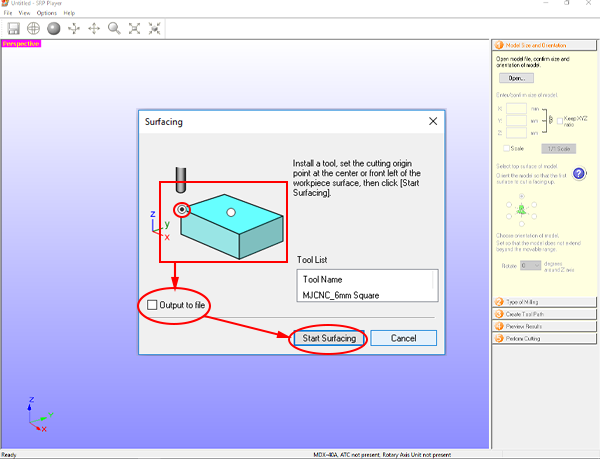 Untitled - SRP Player
File View Options Help
Perspective
Surfacing
Install a tool, set the cutting origin
point at the center or front left of the
workpiece surface, then click [Start
Surfacing].
Z
y
x
Tool List
Tool Name
MJCNC_6mm Square
Output to file
Start Surfacing
Cancel
1 Model Size and Orientation
Open model file, confirm size and
orientation of model.
Open...
Enter/confirm size of model.
X: mm
Y: mm
Z: mm
Keep XYZ
ratio
Scale
1/1 Scale
Select top surface of model.
Orient the model so that the first
surface to cut is facing up.
?
Choose orientation of model.
Set so that the model does not extend
beyond the movable range.
Rotate 0 degrees
around Z axis
2 Type of Milling
3 Create Tool Path
4 Preview Results
5 Perform Cutting
Z
Y
X
Ready
MDX-40A, ATC not present, Rotary Axis Unit not present